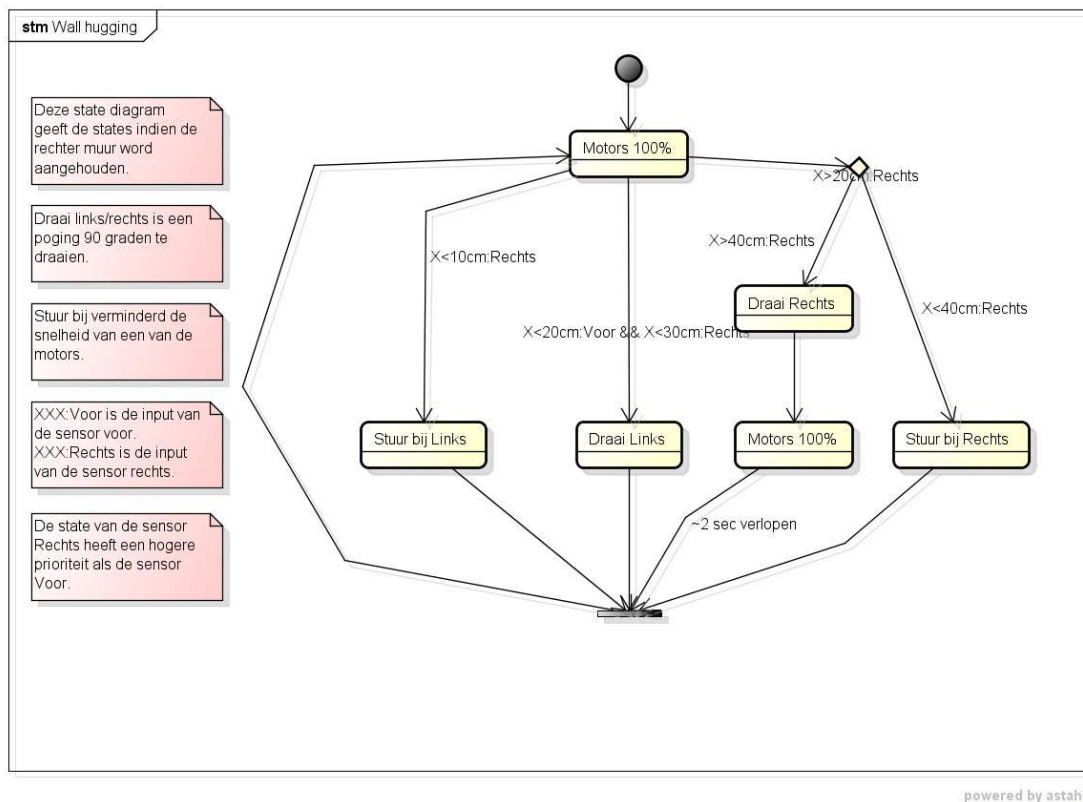 stm Wall hugging
Deze state diagram
geeft de states indien de
rechter muur word
aangehouden.
Draai links/rechts is een
poging 90 graden te
draaien.
Stuur bij verminderd de
snelheid van een van de
motors.
XXX:Voor is de input van
de sensor voor.
XXX:Rechts is de input
van de sensor rechts.
De state van de sensor
Rechts heeft een hogere
prioriteit als de sensor
Voor.
Motors 100%
X>20cm:Rechts
X>40cm:Rechts
X<10cm:Rechts
Draai Rechts
X<40cm:Rechts
X<20cm:Voor && X<30cm:Rechts
Stuur bij Links
Draai Links
Motors 100%
Stuur bij Rechts
~2 sec verlopen
powered by astah